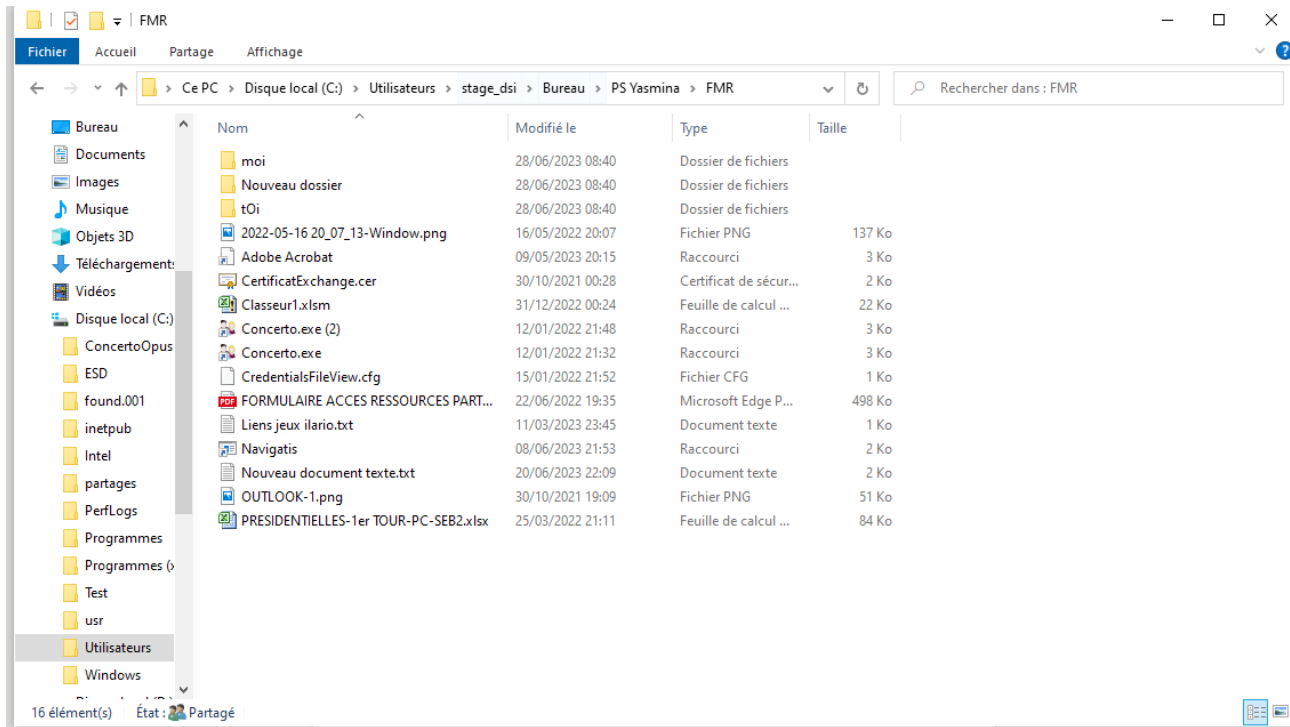 FMR
Fichier Accueil Partage Affichage
Ce PC > Disque local (C:) > Utilisateurs > stage_dsi > Bureau > PS Yasmina > FMR
Rechercher dans : FMR
Bureau
Documents
Images
Musique
Objets 3D
Téléchargements
Vidéos
Disque local (C:)
ConcertoOpus
ESD
found.001
inetpub
Intel
partages
PerfLogs
Programmes
Programmes (x
Test
usr
Utilisateurs
Windows
Nom Modifié le Type Taille
moi 28/06/2023 08:40 Dossier de fichiers
Nouveau dossier 28/06/2023 08:40 Dossier de fichiers
tOi 28/06/2023 08:40 Dossier de fichiers
2022-05-16 20_07_13-Window.png 16/05/2022 20:07 Fichier PNG 137 Ko
Adobe Acrobat 09/05/2023 20:15 Raccourci 3 Ko
CertificatExchange.cer 30/10/2021 00:28 Certificat de sécur... 2 Ko
Classeur1.xlsm 31/12/2022 00:24 Feuille de calcul ... 22 Ko
Concerto.exe (2) 12/01/2022 21:48 Raccourci 3 Ko
Concerto.exe 12/01/2022 21:32 Raccourci 3 Ko
CredentialsFileView.cfg 15/01/2022 21:52 Fichier CFG 1 Ko
FORMULAIRE ACCES RESSOURCES PART... 22/06/2022 19:35 Microsoft Edge P... 498 Ko
Liens jeux ilario.txt 11/03/2023 23:45 Document texte 1 Ko
Navigatis 08/06/2023 21:53 Raccourci 2 Ko
Nouveau document texte.txt 20/06/2023 22:09 Document texte 2 Ko
OUTLOOK-1.png 30/10/2021 19:09 Fichier PNG 51 Ko
PRESIDENTIELLES-1er TOUR-PC-SEB2.xlsx 25/03/2022 21:11 Feuille de calcul ... 84 Ko
16 élément(s) État : Partagé